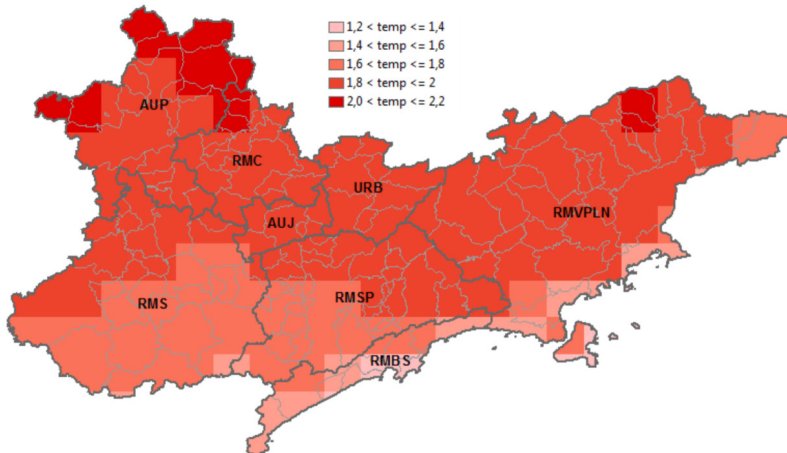 1,2 < temp <= 1,4
1,4 < temp <= 1,6
1,6 < temp <= 1,8
1,8 < temp <= 2
2,0 < temp <= 2,2
AUP
RMC
URB
AUJ
RMVPLN
RMS
RMSP
RMBS